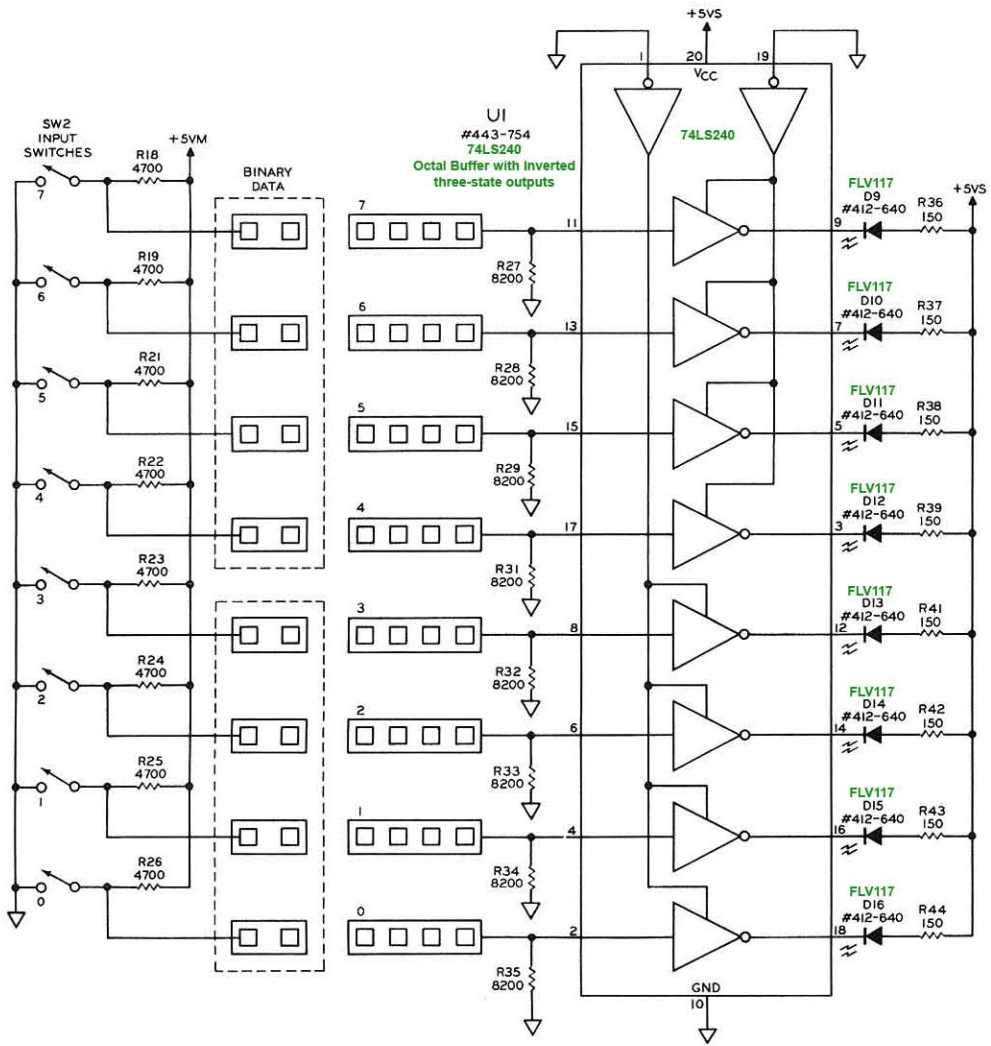 +5VS
1
20
19
VCC
U1
#443-754
74LS240
Octal Buffer with Inverted
three-state outputs
74LS240
SW2
INPUT
SWITCHES
+5VM
BINARY
DATA
R18
4700
7
R19
4700
6
R21
4700
5
R22
4700
4
R23
4700
3
R24
4700
2
R25
4700
1
R26
4700
0
7
11
R27
8200
6
13
R28
8200
5
15
R29
8200
4
17
R31
8200
3
8
R32
8200
2
6
R33
8200
1
4
R34
8200
0
2
R35
8200
GND
10
+5VS
FLV117
D9
#412-640
R36
150
9
FLV117
D10
#412-640
R37
150
7
FLV117
D11
#412-640
R38
150
5
FLV117
D12
#412-640
R39
150
3
FLV117
D13
#412-640
R41
150
12
FLV117
D14
#412-640
R42
150
14
FLV117
D15
#412-640
R43
150
16
FLV117
D16
#412-640
R44
150
18